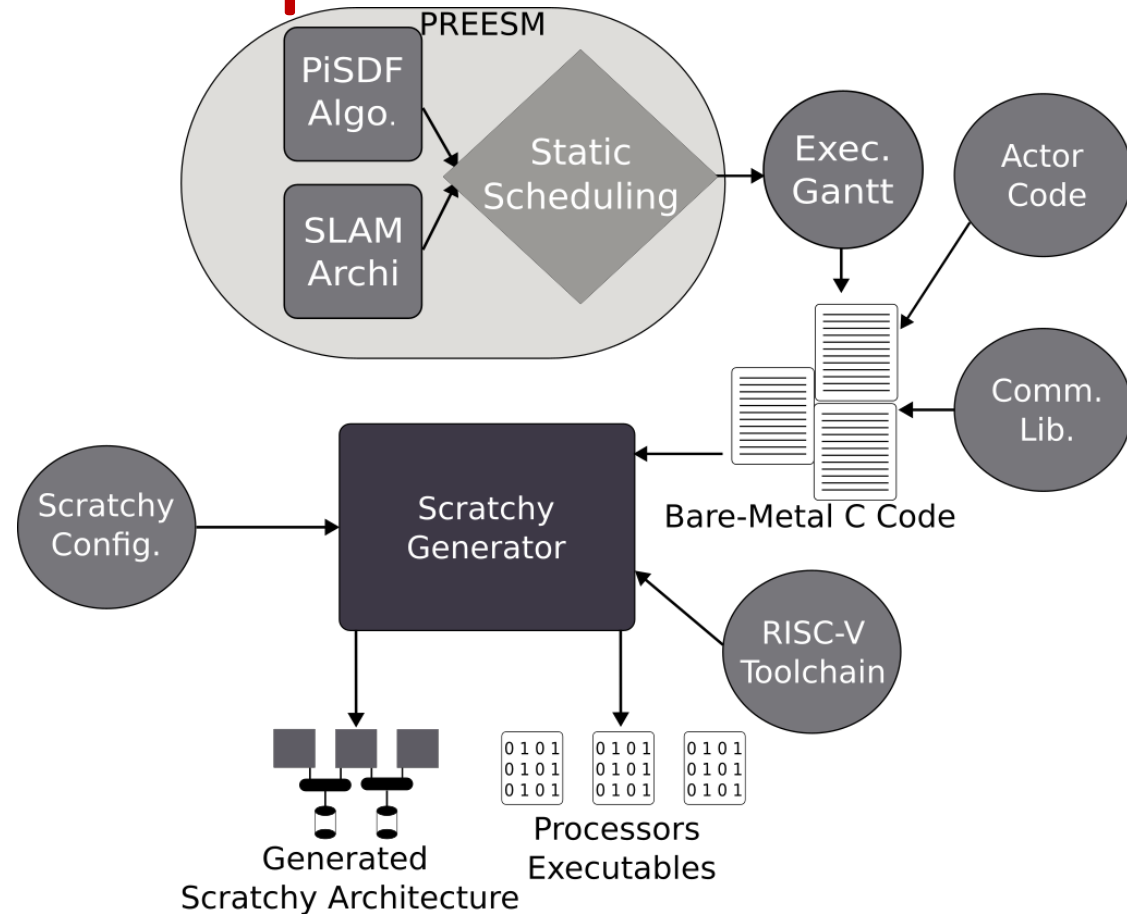 PREESM
PiSDF
Algo.
SLAM
Archi
Static
Scheduling
Exec.
Gantt
Actor
Code
Comm.
Lib.
Bare-Metal C Code
Scratchy
Config.
Scratchy
Generator
RISC-V
Toolchain
0 1 0 1
0 1 0 1
0 1 0 1
0 1 0 1
0 1 0 1
0 1 0 1
0 1 0 1
0 1 0 1
0 1 0 1
Generated
Scratchy Architecture
Processors
Executables